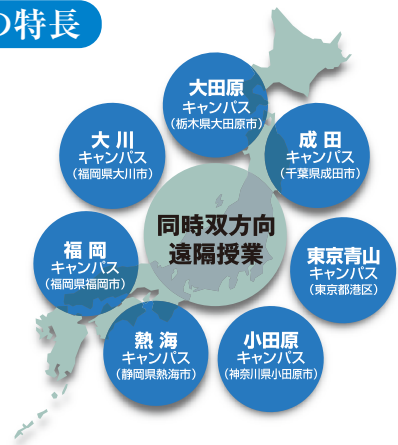 の特長
大田原
キャンパス
（栃木県大田原市）
大川
キャンパス
（福岡県大川市）
成田
キャンパス
（千葉県成田市）
同時双方向
遠隔授業
福岡
キャンパス
（福岡県福岡市）
東京青山
キャンパス
（東京都港区）
熱海
キャンパス
（静岡県熱海市）
小田原
キャンパス
（神奈川県小田原市）